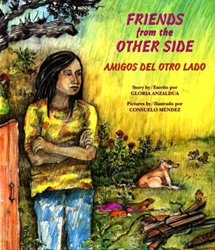 FRIENDS
from the
OTHER SIDE
AMIGOS DEL OTRO LADO
Story by / Escrito por
GLORIA ANZALDÚA
Pictures by / Ilustrado por
CONSUELO MÉNDEZ